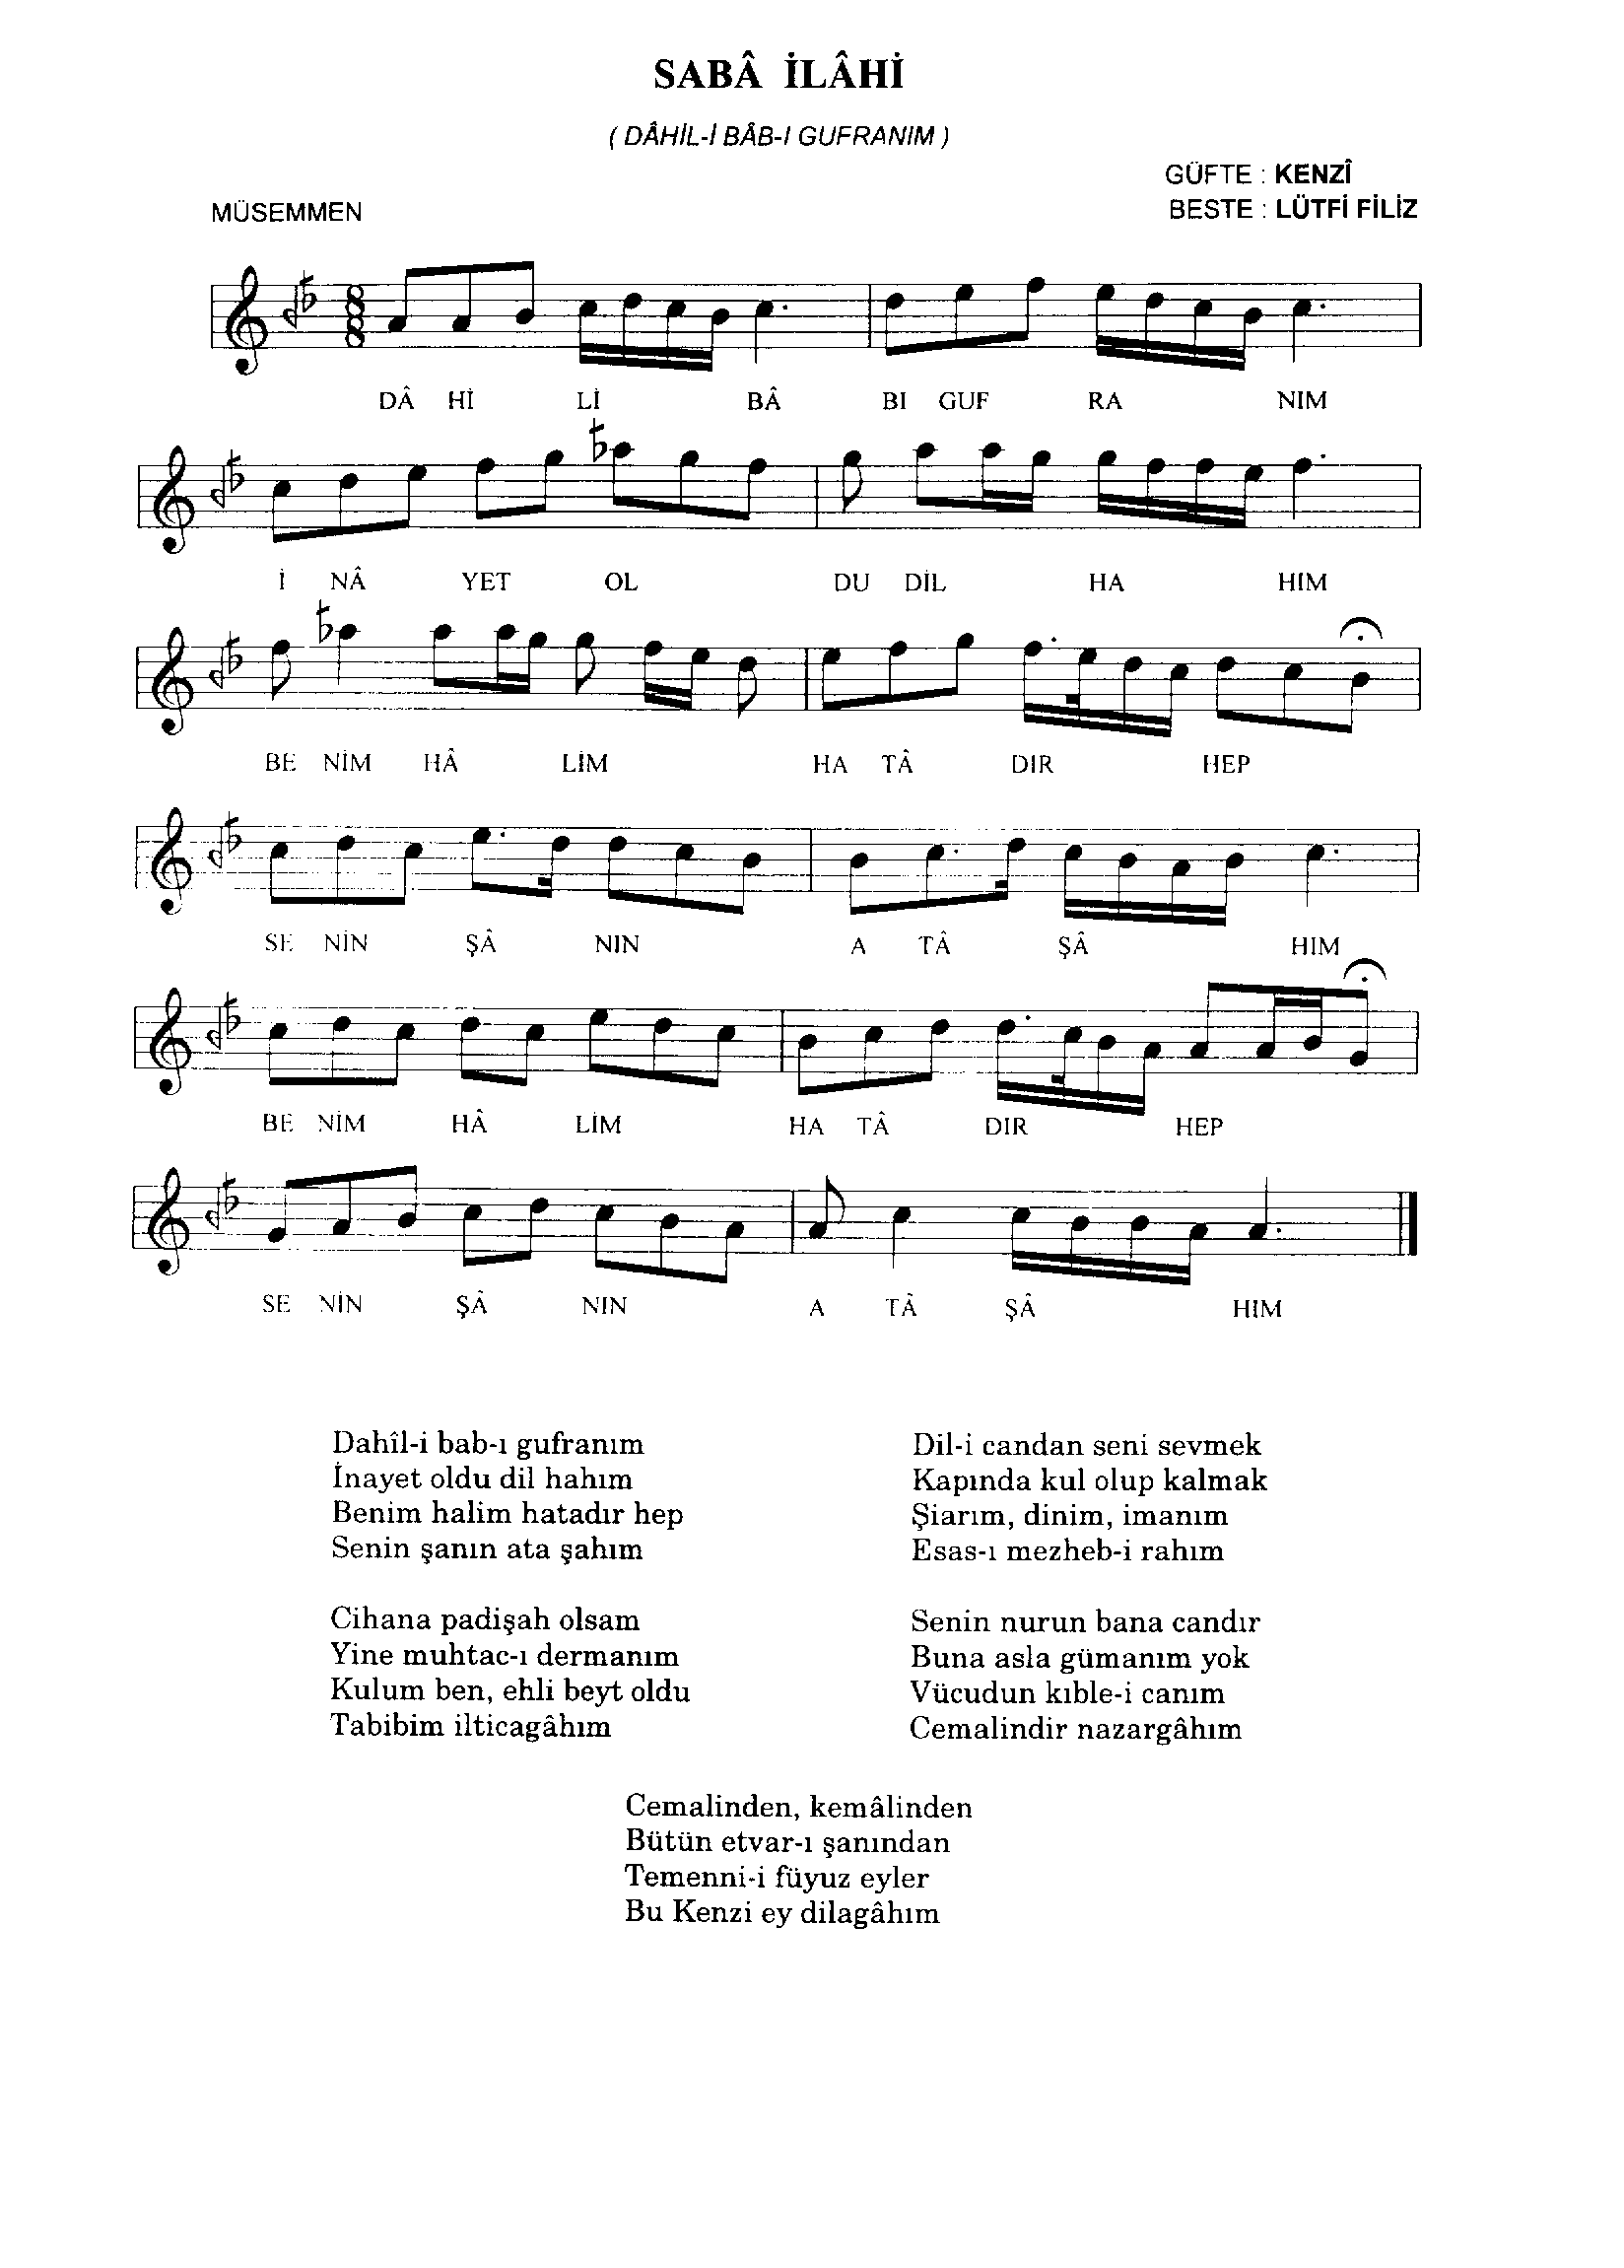 SABÂ İLÂHİ
( DÂHİL-İ BÂB-I GUFRANIM )
GÜFTE : KENZÎ
MÜSEMMEN
BESTE : LÜTFİ FİLİZ
8
8
DÂ Hİ Lİ BÂ BI GUF RA NIM
İ NÂ YET OL DU DİL HA HIM
BE NİM HÂ LİM HA TÂ DIR HEP
SE NİN ŞÂ NIN A TÂ ŞÂ HIM
BE NİM HÂ LİM HA TÂ DIR HEP
SE NİN ŞÂ NIN A TÂ ŞÂ HIM
Dahîl-i bab-ı gufranım
İnayet oldu dil hahım
Benim halim hatadır hep
Senin şanın ata şahım
Cihana padişah olsam
Yine muhtac-ı dermanım
Kulum ben, ehli beyt oldu
Tabibim ilticagâhım
Dil-i candan seni sevmek
Kapında kul olup kalmak
Şiarım, dinim, imanım
Esas-ı mezheb-i rahım
Senin nurun bana candır
Buna asla gümanım yok
Vücudun kıble-i canım
Cemalindir nazargâhım
Cemalinden, kemâlinden
Bütün etvar-ı şanından
Temenni-i füyuz eyler
Bu Kenzi ey dilagâhım